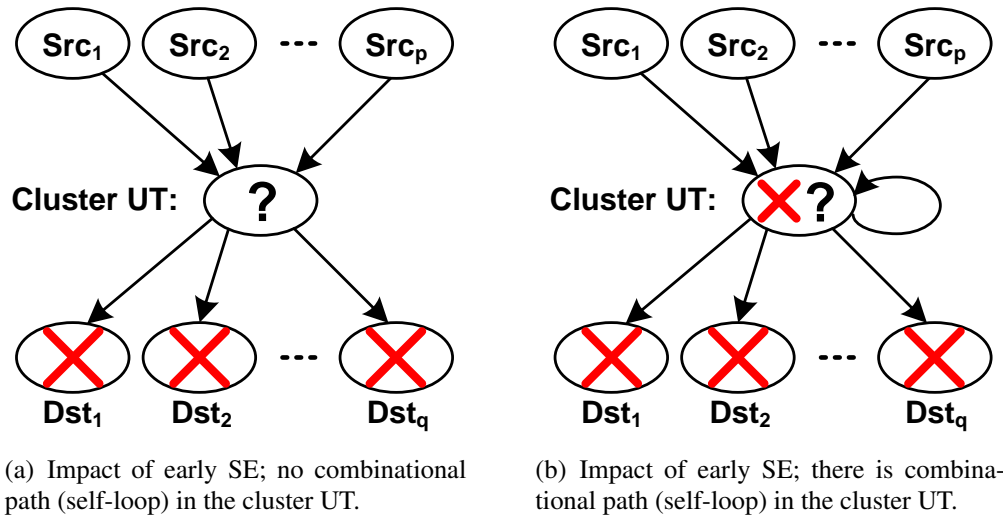 Src1 Src2 --- Srcp
Cluster UT: ?
--- 
Dst1 Dst2 Dstq
(a) Impact of early SE; no combinational
path (self-loop) in the cluster UT.
Src1 Src2 --- Srcp
Cluster UT: ?
---
Dst1 Dst2 Dstq
(b) Impact of early SE; there is combina-
tional path (self-loop) in the cluster UT.